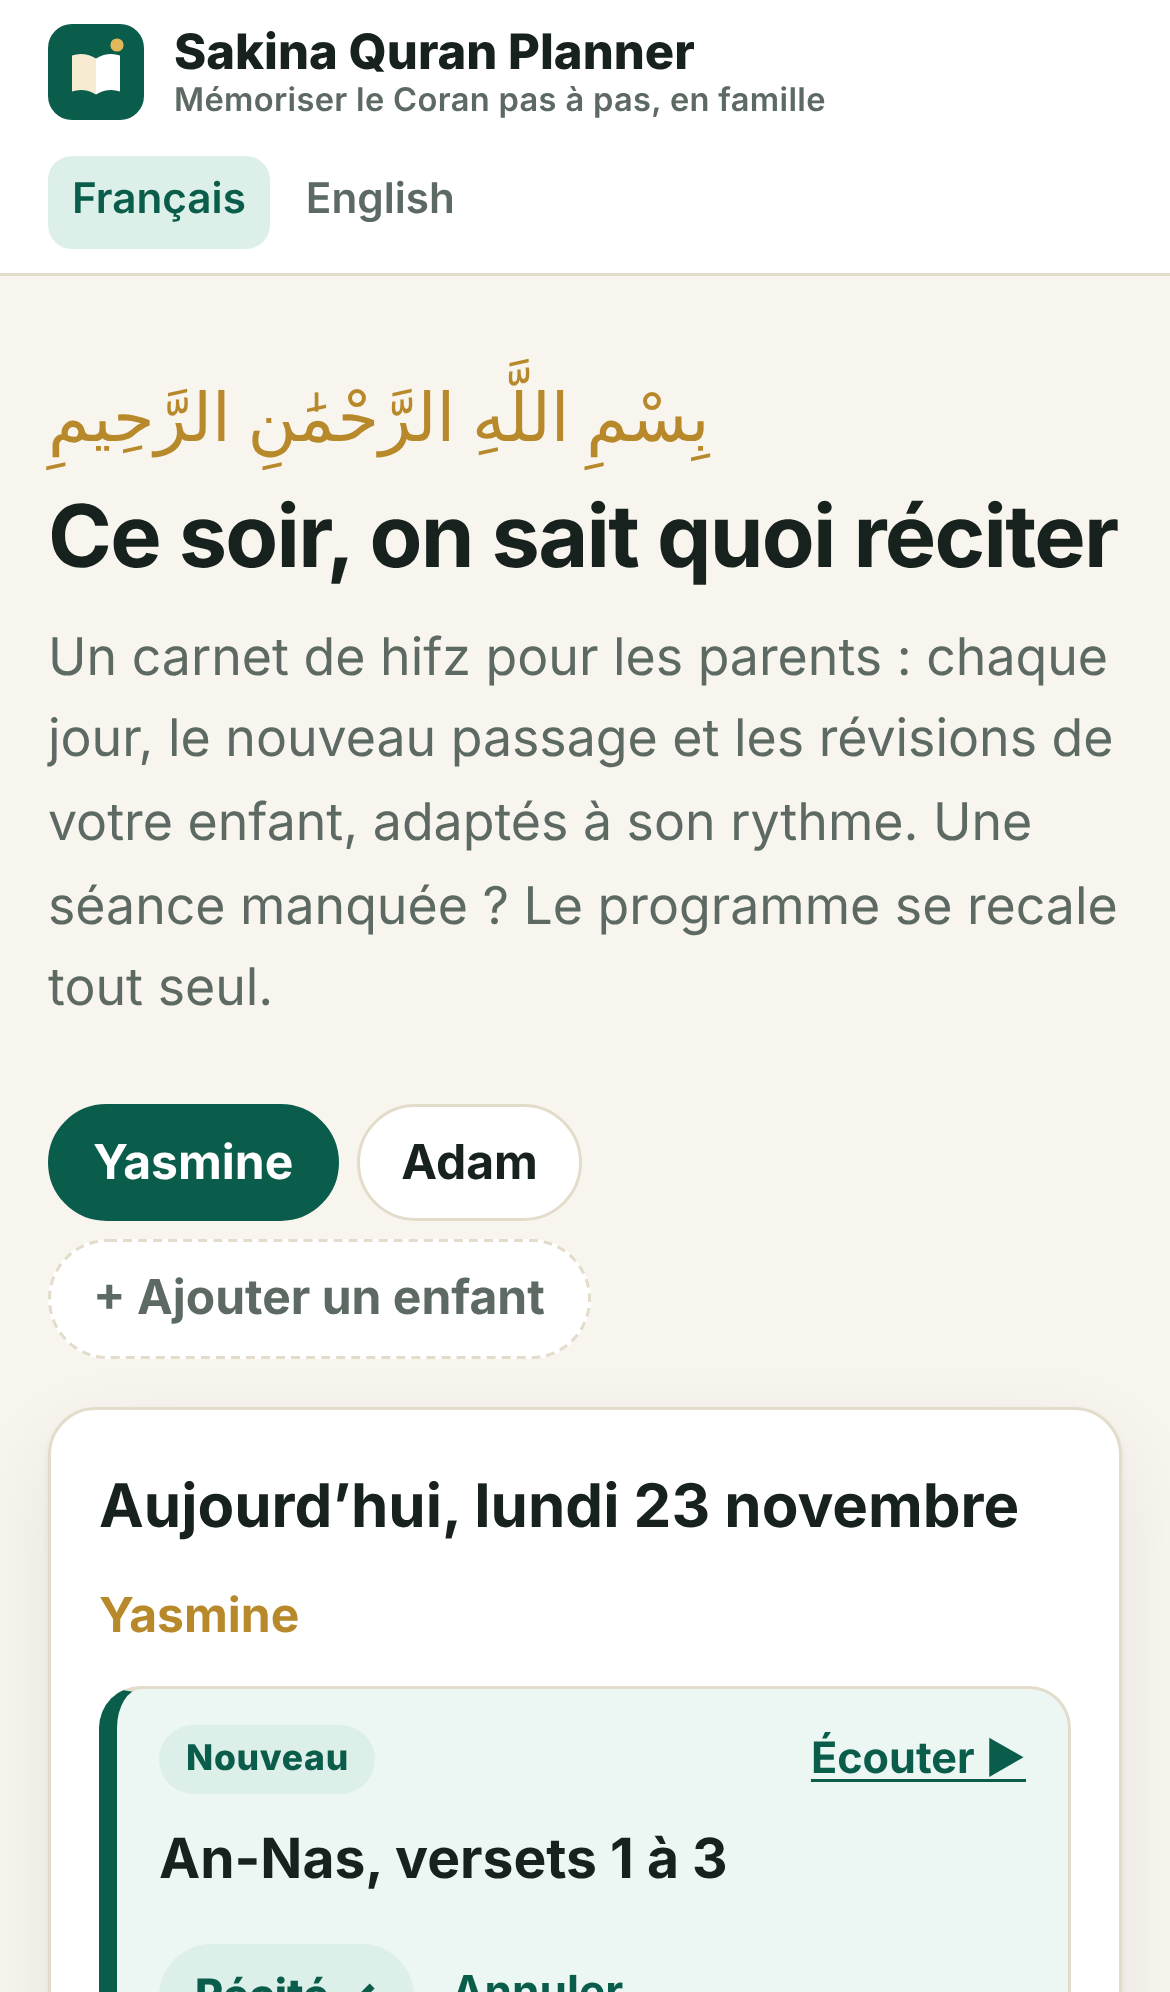 Sakina Quran Planner
Mémoriser le Coran pas à pas, en famille
Français English
بِسْمِ اللَّهِ الرَّحْمَٰنِ الرَّحِيمِ
Ce soir, on sait quoi réciter
Un carnet de hifz pour les parents : chaque
jour, le nouveau passage et les révisions de
votre enfant, adaptés à son rythme. Une
séance manquée ? Le programme se recale
tout seul.
Yasmine Adam
+ Ajouter un enfant
Aujourd’hui, lundi 23 novembre
Yasmine
Nouveau Écouter ▶
An-Nas, versets 1 à 3
Récité ✓ Annuler